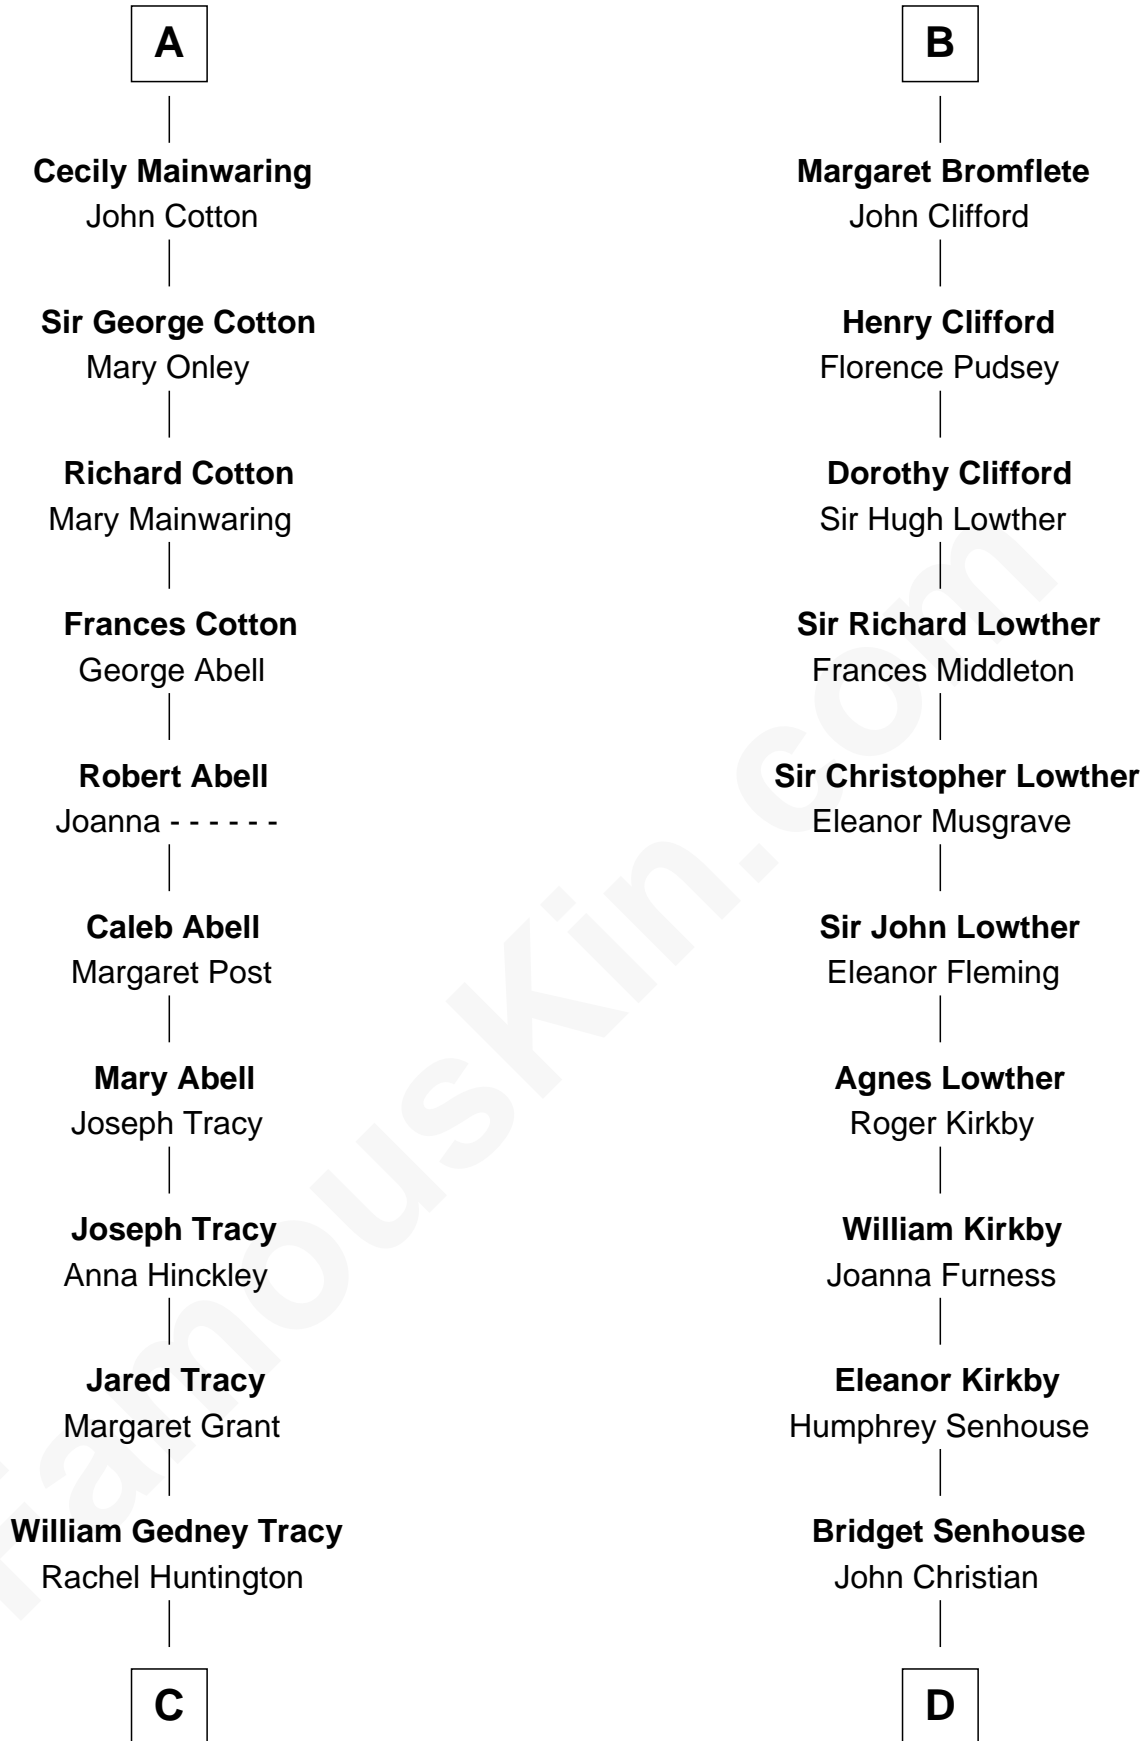 A
Cecily Mainwaring
John Cotton
Sir George Cotton
Mary Onley
Richard Cotton
Mary Mainwaring
Frances Cotton
George Abell
Robert Abell
Joanna - - - - - -
Caleb Abell
Margaret Post
Mary Abell
Joseph Tracy
Joseph Tracy
Anna Hinckley
Jared Tracy
Margaret Grant
William Gedney Tracy
Rachel Huntington
C
B
Margaret Bromflete
John Clifford
Henry Clifford
Florence Pudsey
Dorothy Clifford
Sir Hugh Lowther
Sir Richard Lowther
Frances Middleton
Sir Christopher Lowther
Eleanor Musgrave
Sir John Lowther
Eleanor Fleming
Agnes Lowther
Roger Kirkby
William Kirkby
Joanna Furness
Eleanor Kirkby
Humphrey Senhouse
Bridget Senhouse
John Christian
D
FamousKin.com